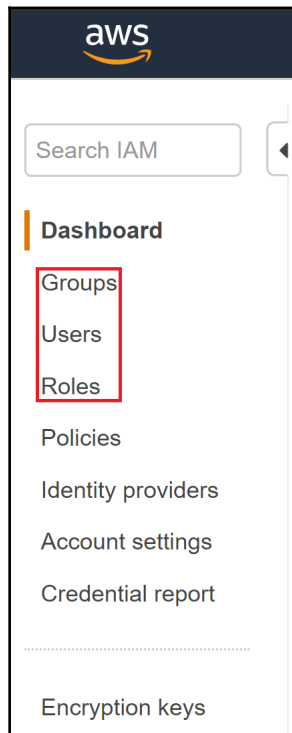 aws
Search IAM
Dashboard
Groups
Users
Roles
Policies
Identity providers
Account settings
Credential report
Encryption keys